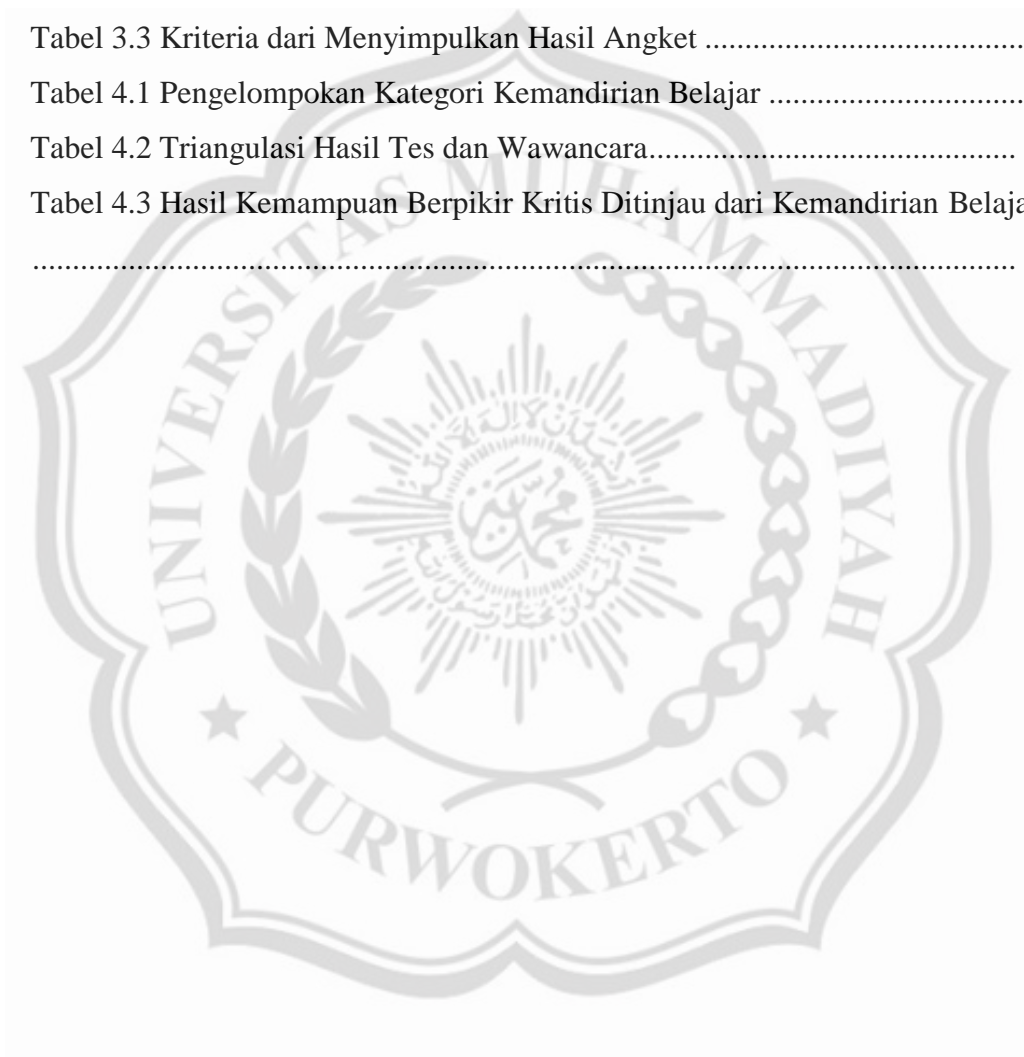 Tabel 3.3 Kriteria dari Menyimpulkan Hasil Angket ........................................
Tabel 4.1 Pengelompokan Kategori Kemandirian Belajar ................................
Tabel 4.2 Triangulasi Hasil Tes dan Wawancara..............................................
Tabel 4.3 Hasil Kemampuan Berpikir Kritis Ditinjau dari Kemandirian Belaja
...........................................................................................................................
UNIVERSITAS MUHAMMADIYAH
PURWOKERTO